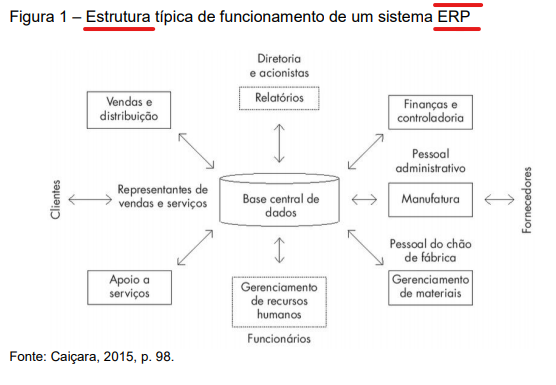 Figura 1 – Estrutura típica de funcionamento de um sistema ERP
Diretoria
e acionistas
Relatórios
Vendas e
distribuição
Finanças e
controladoria
Pessoal
administrativo
Clientes
Representantes de
vendas e serviços
Base central de
dados
Manufatura
Fornecedores
Pessoal do chão
de fábrica
Apoio a
serviços
Gerenciamento
de recursos
humanos
Gerenciamento
de materiais
Funcionários
Fonte: Caiçara, 2015, p. 98.